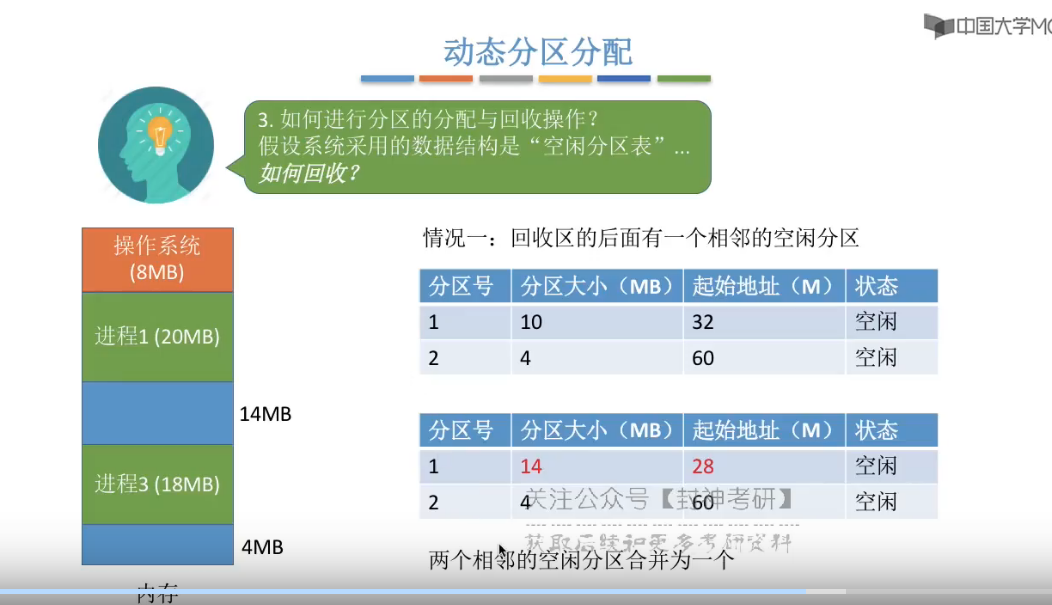 中国大学MO
动态分区分配
3. 如何进行分区的分配与回收操作？
假设系统采用的数据结构是“空闲分区表”...
如何回收？
操作系统
(8MB)
进程1 (20MB)
14MB
进程3 (18MB)
4MB
内存
情况一：回收区的后面有一个相邻的空闲分区
分区号 分区大小（MB） 起始地址（M） 状态
1 10 32 空闲
2 4 60 空闲
分区号 分区大小（MB） 起始地址（M） 状态
1 14 28 空闲
2 4 60 空闲
关注公众号【封神考研】
获取后续和更多考研资料
两个相邻的空闲分区合并为一个